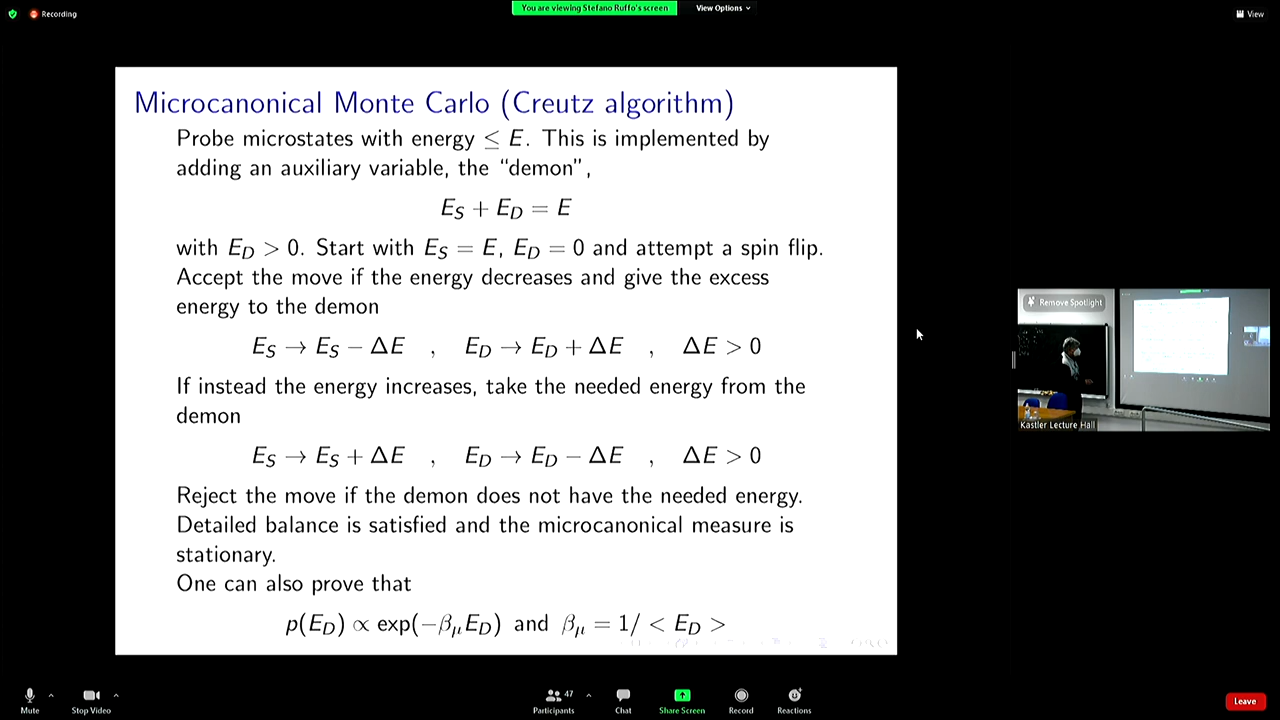 Recording
You are viewing Stefano Ruffo's screen
View Options
View
Microcanonical Monte Carlo (Creutz algorithm)
Probe microstates with energy ≤ E. This is implemented by
adding an auxiliary variable, the “demon”,
E_S + E_D = E
with E_D > 0. Start with E_S = E, E_D = 0 and attempt a spin flip.
Accept the move if the energy decreases and give the excess
energy to the demon
E_S → E_S − ΔE , E_D → E_D + ΔE , ΔE > 0
If instead the energy increases, take the needed energy from the
demon
E_S → E_S + ΔE , E_D → E_D − ΔE , ΔE > 0
Reject the move if the demon does not have the needed energy.
Detailed balance is satisfied and the microcanonical measure is
stationary.
One can also prove that
p(E_D) ∝ exp(−β_μ E_D) and β_μ = 1/ < E_D >
Remove Spotlight
Kastler Lecture Hall
Mute
Stop Video
Participants
47
Chat
Share Screen
Record
Reactions
Leave